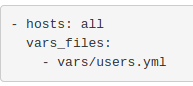 - hosts: all
  vars_files:
    - vars/users.yml